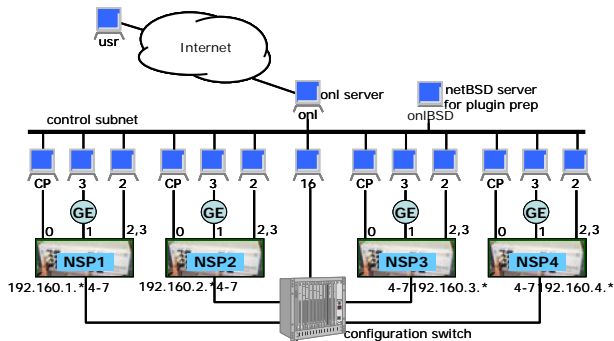 usr
Internet
onl server
onl
netBSD server
for plugin prep
onlBSD
control subnet
CP 3 2 CP 3 2 16 CP 3 2 CP 3 2
GE GE GE GE
0 1 2,3 0 1 2,3 0 1 2,3 0 1 2,3
NSP1 NSP2 NSP3 NSP4
192.160.1.* 4-7 192.160.2.* 4-7 4-7 192.160.3.* 4-7 192.160.4.*
configuration switch